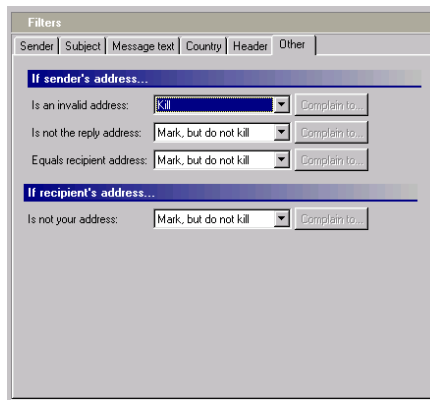 Filters
Sender Subject Message text Country Header Other
If sender's address...
Is an invalid address: Kill Complain to...
Is not the reply address: Mark, but do not kill Complain to...
Equals recipient address: Mark, but do not kill Complain to...
If recipient's address...
Is not your address: Mark, but do not kill Complain to...